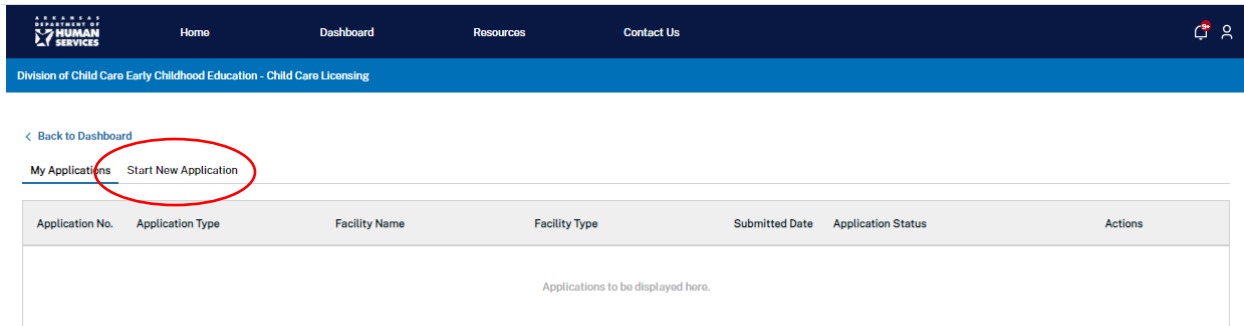 ARKANSAS
DEPARTMENT OF
HUMAN
SERVICES
Home Dashboard Resources Contact Us
9+
Division of Child Care Early Childhood Education - Child Care Licensing
Back to Dashboard
My Applications Start New Application
Application No. Application Type Facility Name Facility Type Submitted Date Application Status Actions
Applications to be displayed here.